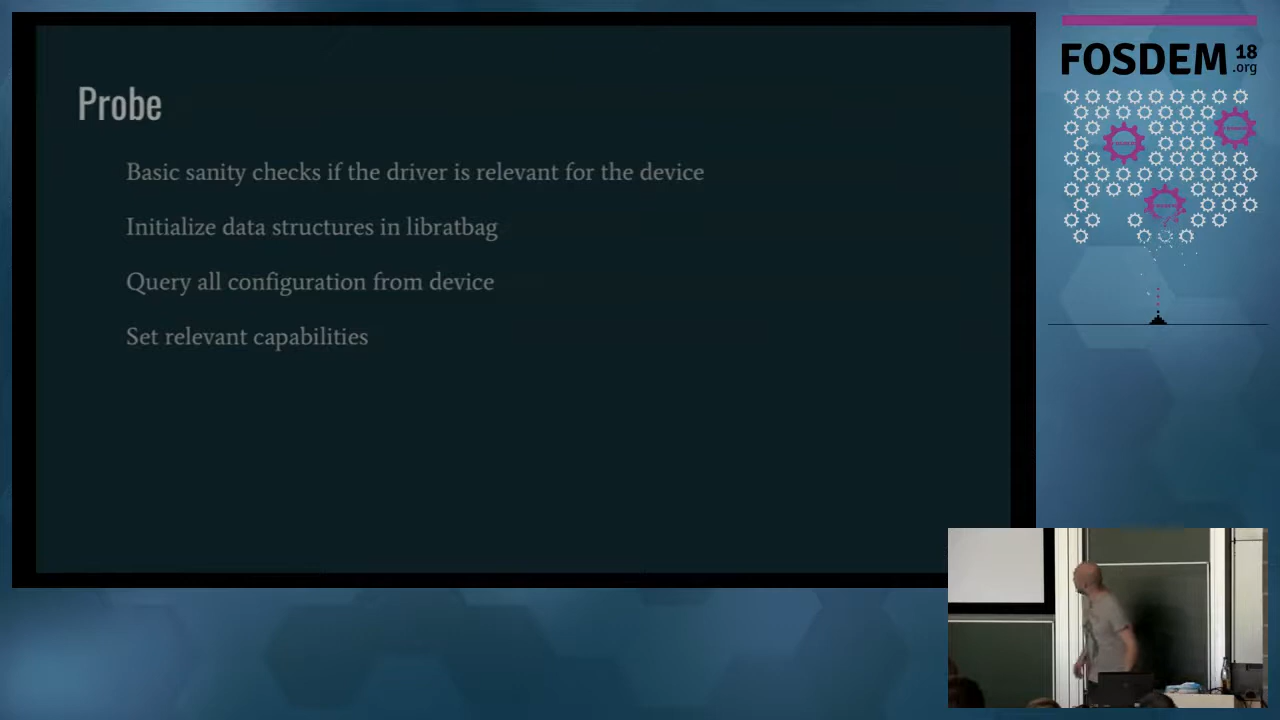 Probe
Basic sanity checks if the driver is relevant for the device
Initialize data structures in libratbag
Query all configuration from device
Set relevant capabilities
FOSDEM 18
.org